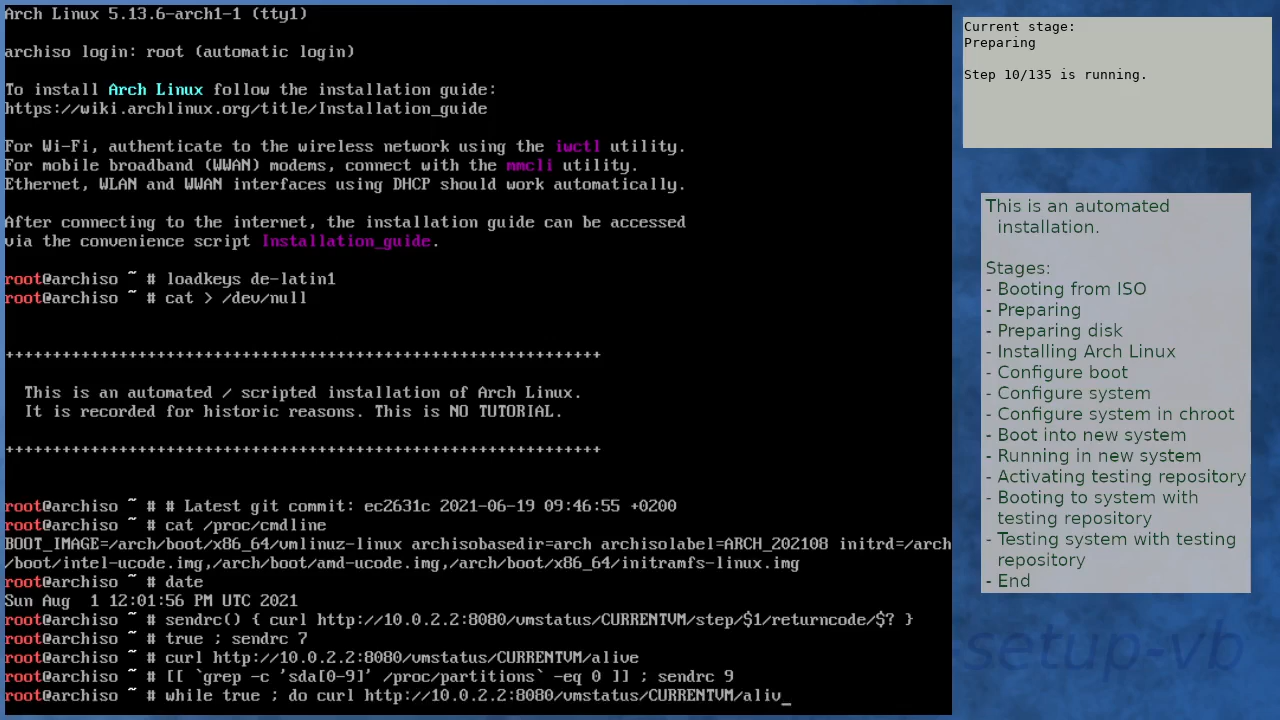 Arch Linux 5.13.6-arch1-1 (tty1)
archiso login: root (automatic login)
To install Arch Linux follow the installation guide:
https://wiki.archlinux.org/title/Installation_guide
For Wi-Fi, authenticate to the wireless network using the iwctl utility.
For mobile broadband (WWAN) modems, connect with the mmcli utility.
Ethernet, WLAN and WWAN interfaces using DHCP should work automatically.
After connecting to the internet, the installation guide can be accessed
via the convenience script Installation_guide.
root@archiso ~ # loadkeys de-latin1
root@archiso ~ # cat > /dev/null
+++++++++++++++++++++++++++++++++++++++++++++++++++++++++++++++
This is an automated / scripted installation of Arch Linux.
It is recorded for historic reasons. This is NO TUTORIAL.
+++++++++++++++++++++++++++++++++++++++++++++++++++++++++++++++
root@archiso ~ # # Latest git commit: ec2631c 2021-06-19 09:46:55 +0200
root@archiso ~ # cat /proc/cmdline
BOOT_IMAGE=/arch/boot/x86_64/vmlinuz-linux archisobasedir=arch archisolabel=ARCH_202108 initrd=/arch
/boot/intel-ucode.img,/arch/boot/amd-ucode.img,/arch/boot/x86_64/initramfs-linux.img
root@archiso ~ # date
Sun Aug  1 12:01:56 PM UTC 2021
root@archiso ~ # sendrc() { curl http://10.0.2.2:8080/vmstatus/CURRENTVM/step/$1/returncode/$? }
root@archiso ~ # true ; sendrc 7
root@archiso ~ # curl http://10.0.2.2:8080/vmstatus/CURRENTVM/alive
root@archiso ~ # [[ `grep -c 'sda[0-9]' /proc/partitions` -eq 0 ]] ; sendrc 9
root@archiso ~ # while true ; do curl http://10.0.2.2:8080/vmstatus/CURRENTVM/aliv_
Current stage:
Preparing
Step 10/135 is running.
This is an automated
installation.
Stages:
- Booting from ISO
- Preparing
- Preparing disk
- Installing Arch Linux
- Configure boot
- Configure system
- Configure system in chroot
- Boot into new system
- Running in new system
- Activating testing repository
- Booting to system with
testing repository
- Testing system with testing
repository
- End
setup-vb